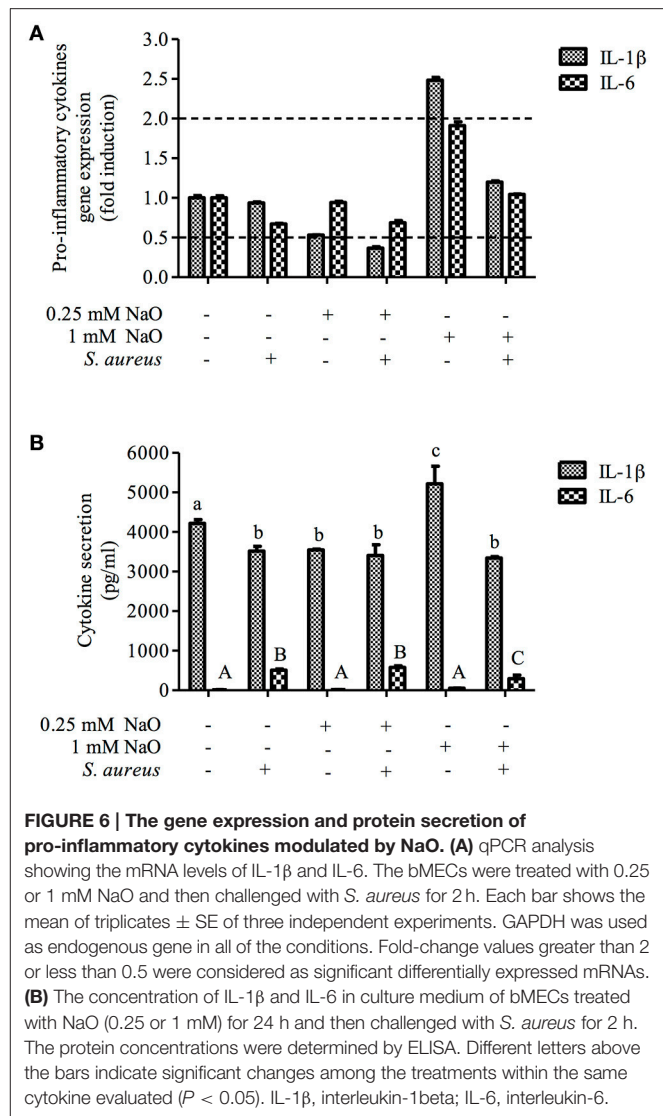 A
Pro-inflammatory cytokines
gene expression
(fold induction)
3.0
2.5
2.0
1.5
1.0
0.5
0.0
IL-1β
IL-6
0.25 mM NaO - - + + - -
1 mM NaO - - - - + +
S. aureus - + - + - +
B
Cytokine secretion
(pg/ml)
6000
5000
4000
3000
2000
1000
0
a A b B b A b B c A b C
IL-1β
IL-6
0.25 mM NaO - - + + - -
1 mM NaO - - - - + +
S. aureus - + - + - +
FIGURE 6 | The gene expression and protein secretion of
pro-inflammatory cytokines modulated by NaO. (A) qPCR analysis
showing the mRNA levels of IL-1β and IL-6. The bMECs were treated with 0.25
or 1 mM NaO and then challenged with S. aureus for 2 h. Each bar shows the
mean of triplicates ± SE of three independent experiments. GAPDH was used
as endogenous gene in all of the conditions. Fold-change values greater than 2
or less than 0.5 were considered as significant differentially expressed mRNAs.
(B) The concentration of IL-1β and IL-6 in culture medium of bMECs treated
with NaO (0.25 or 1 mM) for 24 h and then challenged with S. aureus for 2 h.
The protein concentrations were determined by ELISA. Different letters above
the bars indicate significant changes among the treatments within the same
cytokine evaluated (P < 0.05). IL-1β, interleukin-1beta; IL-6, interleukin-6.